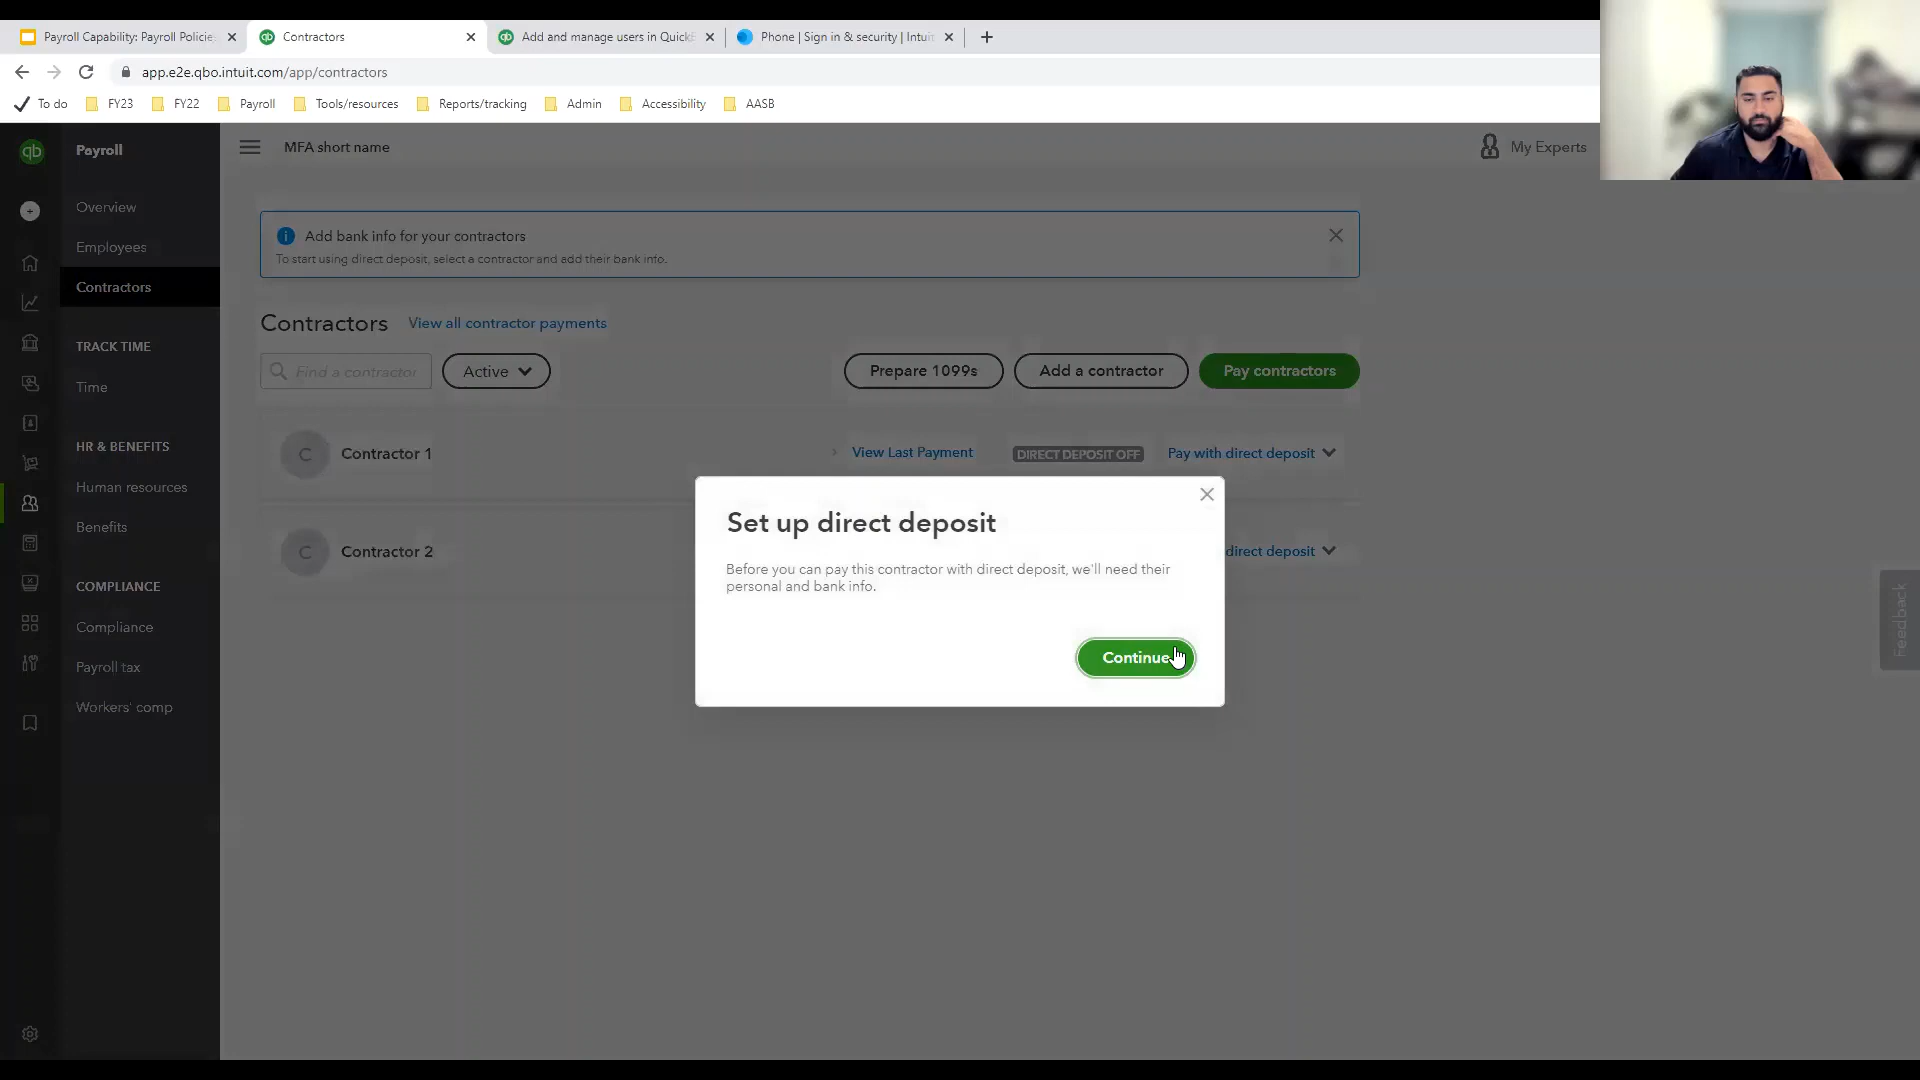 Payroll Capability: Payroll Policies
Contractors
Add and manage users in QuickB
Phone | Sign in & security | Intui
app.e2e.qbo.intuit.com/app/contractors
To do
FY23
FY22
Payroll
Tools/resources
Reports/tracking
Admin
Accessibility
AASB
qb
Payroll
MFA short name
My Experts
Overview
Employees
Contractors
TRACK TIME
Time
HR & BENEFITS
Human resources
Benefits
COMPLIANCE
Compliance
Payroll tax
Workers' comp
Add bank info for your contractors
To start using direct deposit, select a contractor and add their bank info.
Contractors
View all contractor payments
Find a contractor
Active
Prepare 1099s
Add a contractor
Pay contractors
C
Contractor 1
View Last Payment
DIRECT DEPOSIT OFF
Pay with direct deposit
C
Contractor 2
direct deposit
Set up direct deposit
Before you can pay this contractor with direct deposit, we'll need their
personal and bank info.
Continue
Feedback